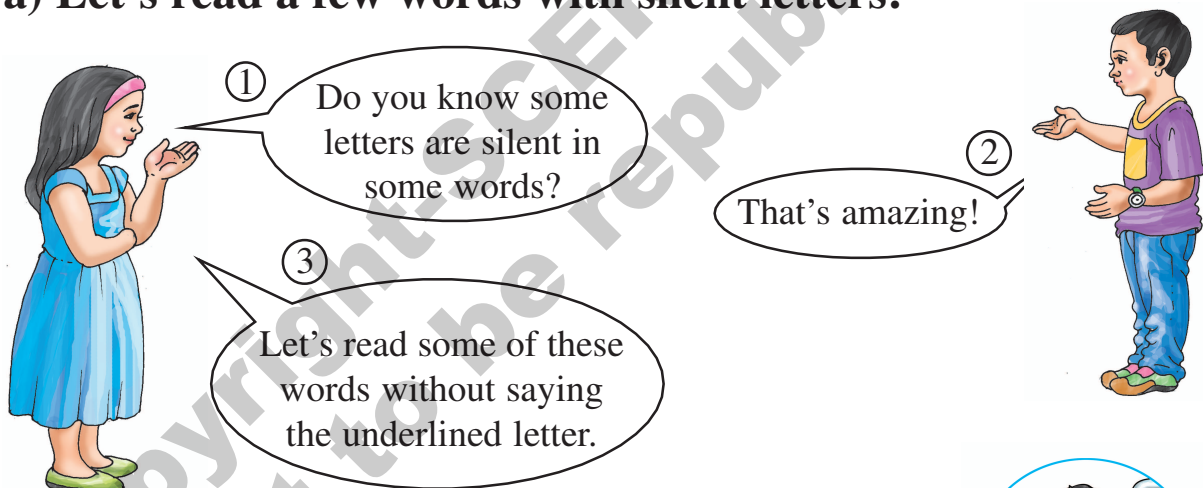 a) Let's read a few words with silent letters.
1
Do you know some
letters are silent in
some words?
2
That's amazing!
3
Let's read some of these
words without saying
the underlined letter.